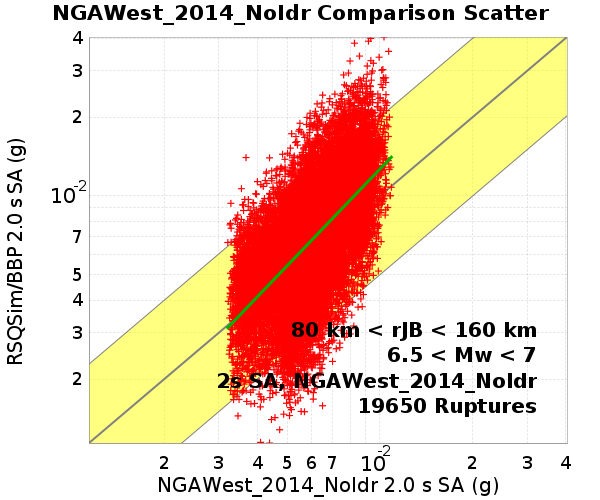 NGAWest_2014_NoIdr Comparison Scatter
4
3
2
10-2
7
6
5
4
3
2
RSQSim/BBP 2.0 s SA (g)
80 km < rJB < 160 km
6.5 < Mw < 7
2s SA, NGAWest_2014_NoIdr
19650 Ruptures
2 3 4 5 6 7 10-2 2 3 4
NGAWest_2014_NoIdr 2.0 s SA (g)